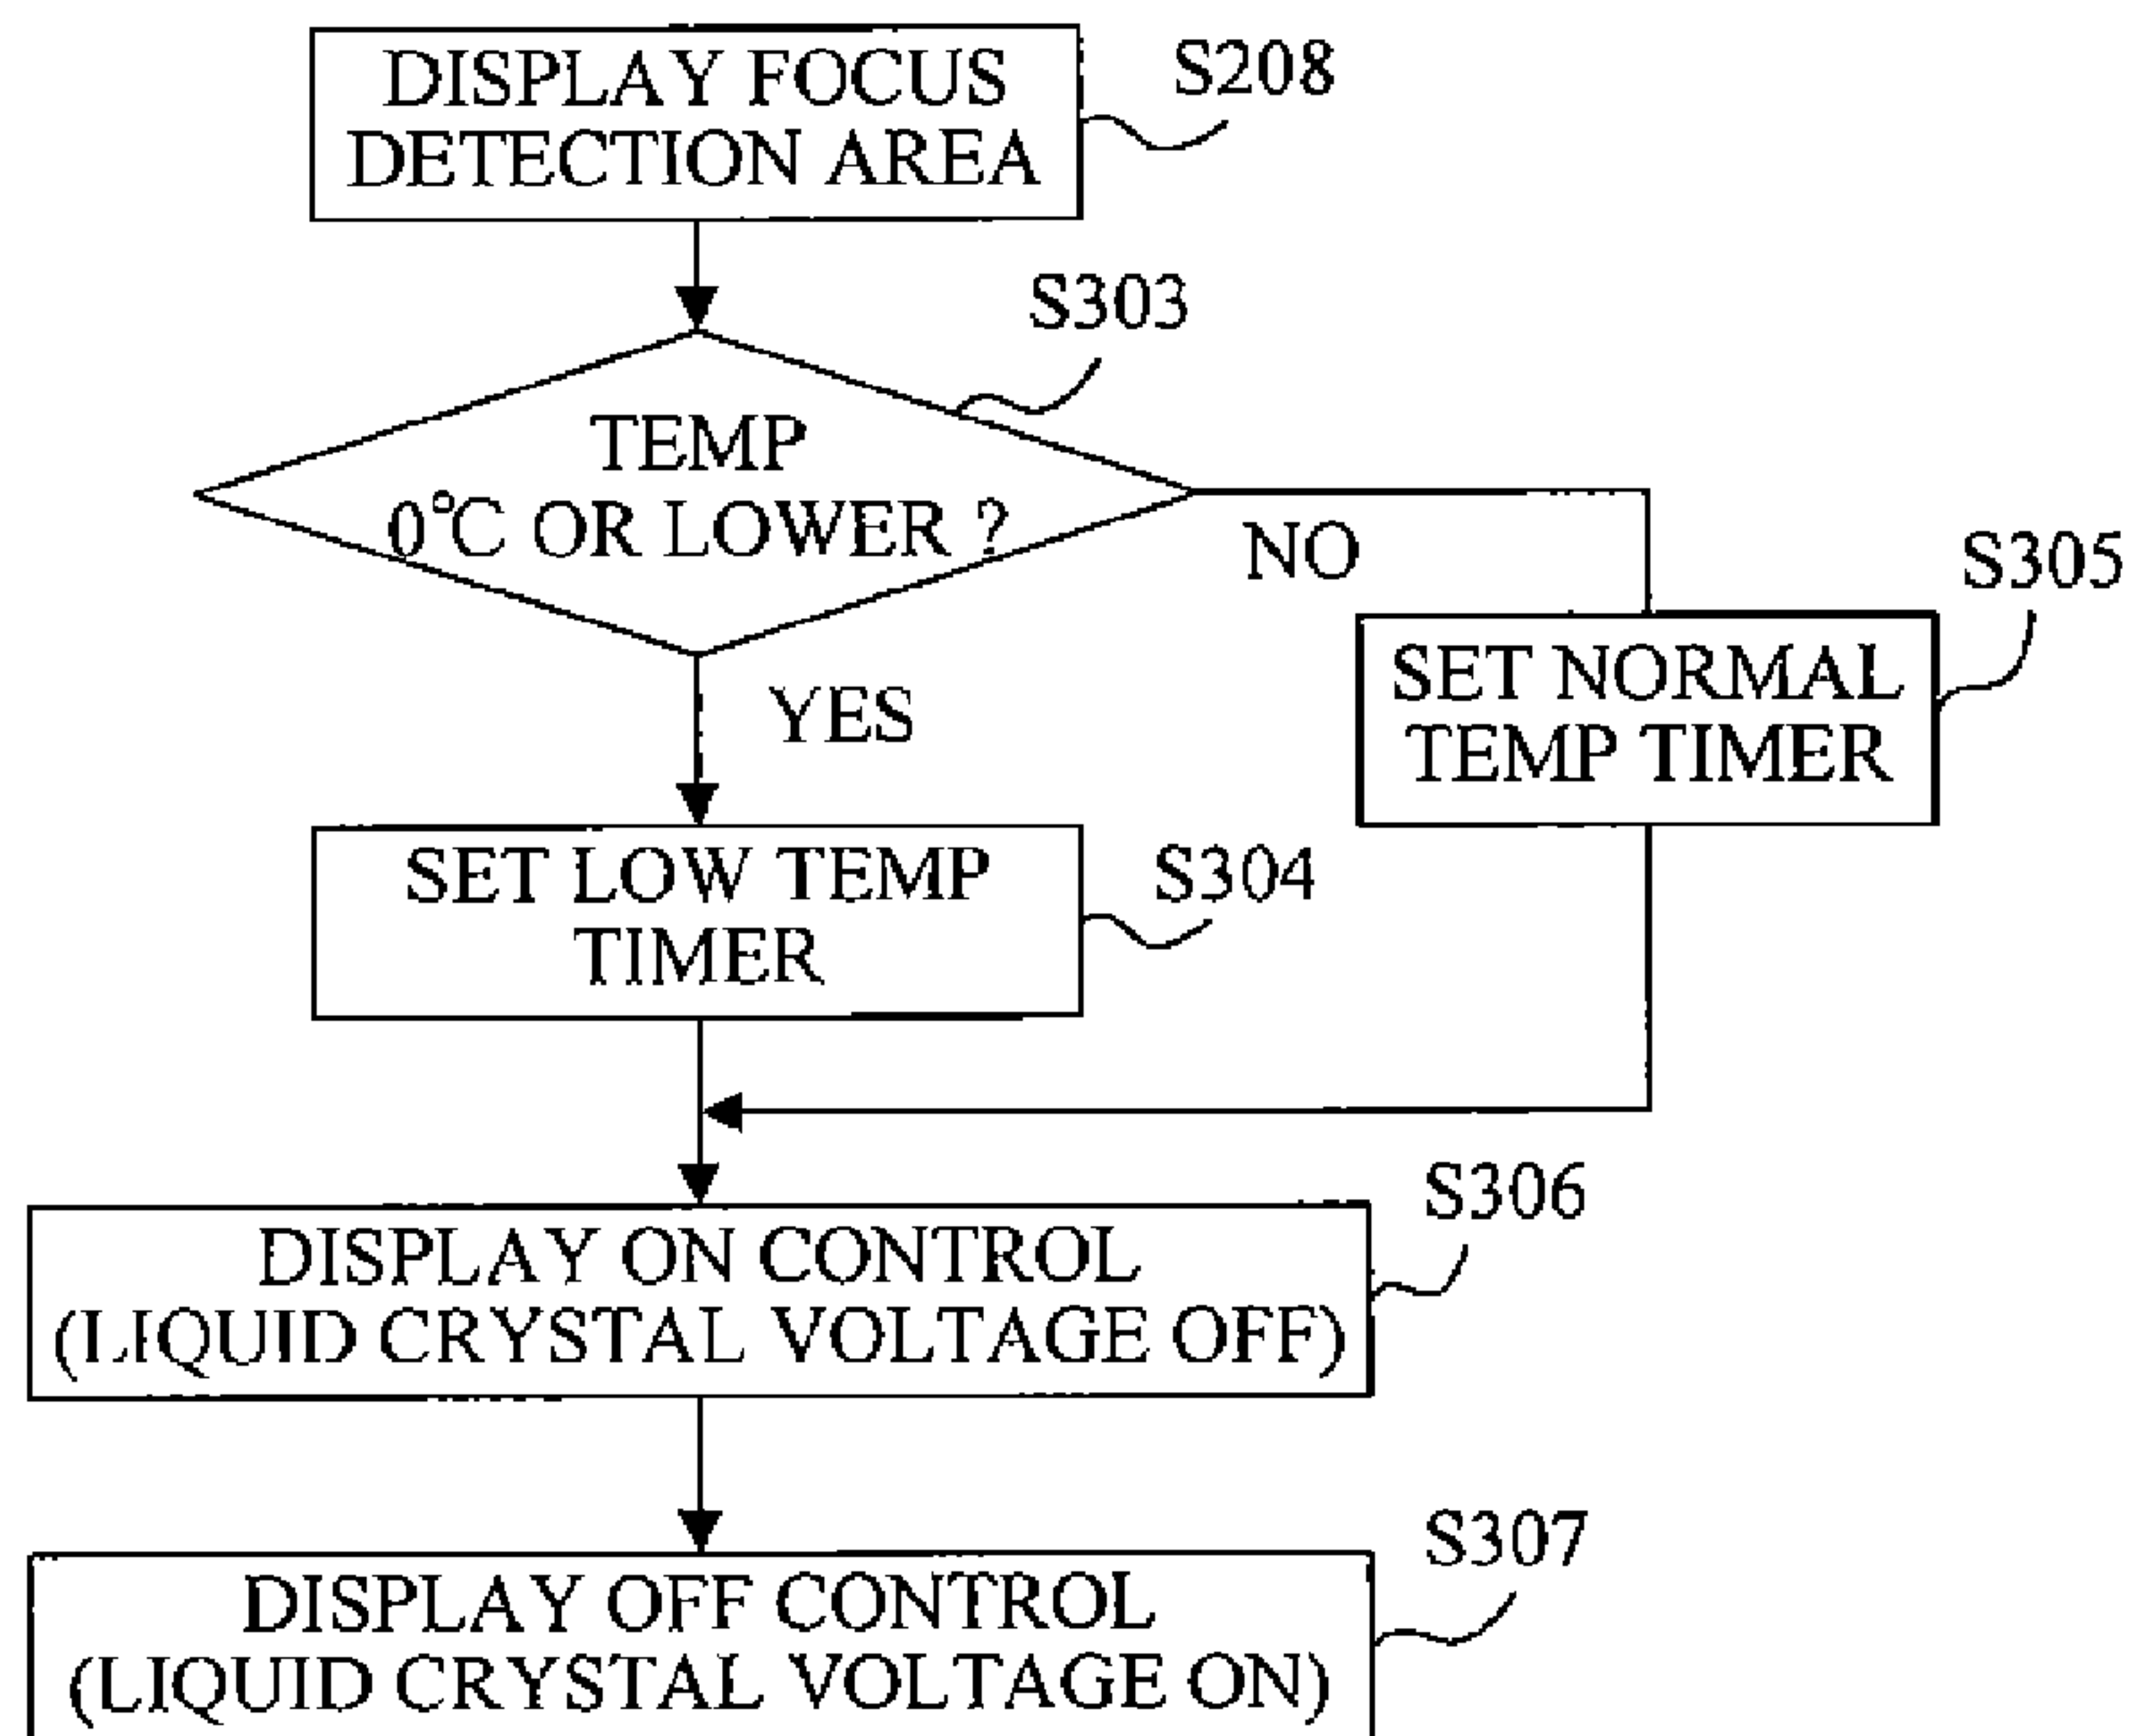 DISPLAY FOCUS
DETECTION AREA
S208
S303
TEMP
0℃ OR LOWER ?
NO
S305
SET NORMAL
TEMP TIMER
YES
SET LOW TEMP
TIMER
S304
S306
DISPLAY ON CONTROL
(LIQUID CRYSTAL VOLTAGE OFF)
S307
DISPLAY OFF CONTROL
(LIQUID CRYSTAL VOLTAGE ON)